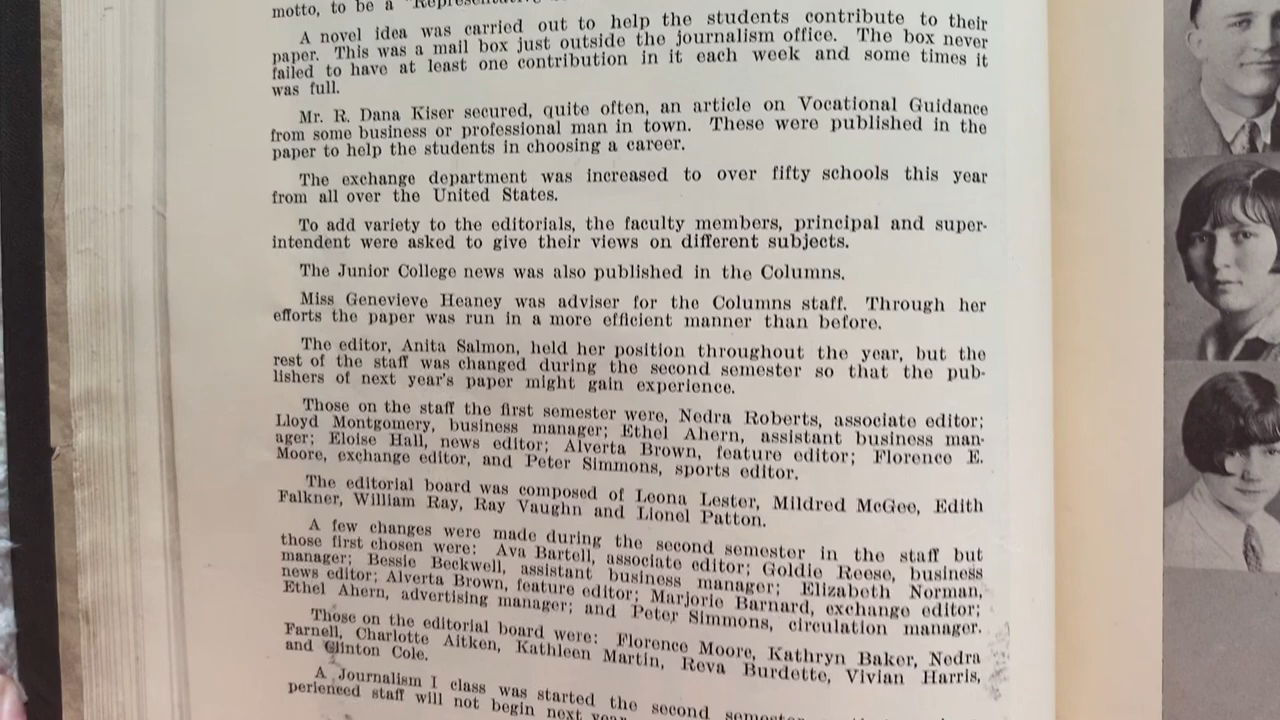 motto, to be a "Representative
A novel idea was carried out to help the students contribute to their
paper. This was a mail box just outside the journalism office. The box never
failed to have at least one contribution in it each week and some times it
was full.
Mr. R. Dana Kiser secured, quite often, an article on Vocational Guidance
from some business or professional man in town. These were published in the
paper to help the students in choosing a career.
The exchange department was increased to over fifty schools this year
from all over the United States.
To add variety to the editorials, the faculty members, principal and super-
intendent were asked to give their views on different subjects.
The Junior College news was also published in the Columns.
Miss Genevieve Heaney was adviser for the Columns staff. Through her
efforts the paper was run in a more efficient manner than before.
The editor, Anita Salmon, held her position throughout the year, but the
rest of the staff was changed during the second semester so that the pub-
lishers of next year's paper might gain experience.
Those on the staff the first semester were, Nedra Roberts, associate editor;
Lloyd Montgomery, business manager; Ethel Ahern, assistant business man-
ager; Eloise Hall, news editor; Alverta Brown, feature editor; Florence E.
Moore, exchange editor, and Peter Simmons, sports editor.
The editorial board was composed of Leona Lester, Mildred McGee, Edith
Falkner, William Ray, Ray Vaughn and Lionel Patton.
A few changes were made during the second semester in the staff but
those first chosen were: Ava Bartell, associate editor; Goldie Reese, business
manager; Bessie Beckwell, assistant business manager; Elizabeth Norman,
news editor; Alverta Brown, feature editor; Marjorie Barnard, exchange editor;
Ethel Ahern, advertising manager; and Peter Simmons, circulation manager.
Those on the editorial board were: Florence Moore, Kathryn Baker, Nedra
Farnell, Charlotte Aitken, Kathleen Martin, Reva Burdette, Vivian Harris,
and Clinton Cole.
A Journalism I class was started the second
perienced staff will not begin next